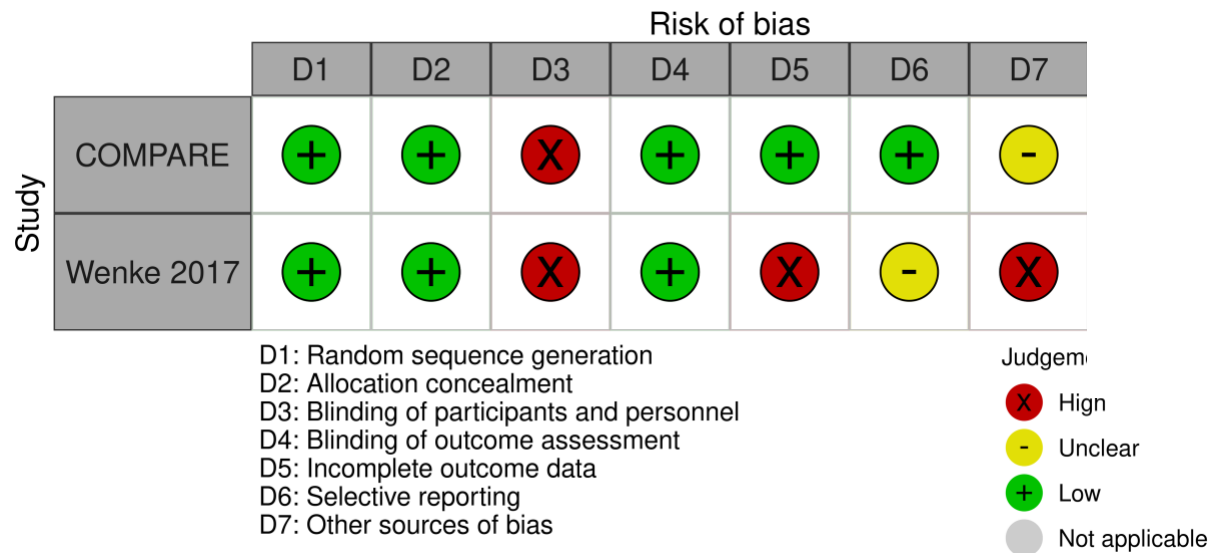 Risk of bias
D1 D2 D3 D4 D5 D6 D7
Study
COMPARE + + X + + + -
Wenke 2017 + + X + X - X
D1: Random sequence generation
D2: Allocation concealment
D3: Blinding of participants and personnel
D4: Blinding of outcome assessment
D5: Incomplete outcome data
D6: Selective reporting
D7: Other sources of bias
Judgeme
X Hign
- Unclear
+ Low
Not applicable